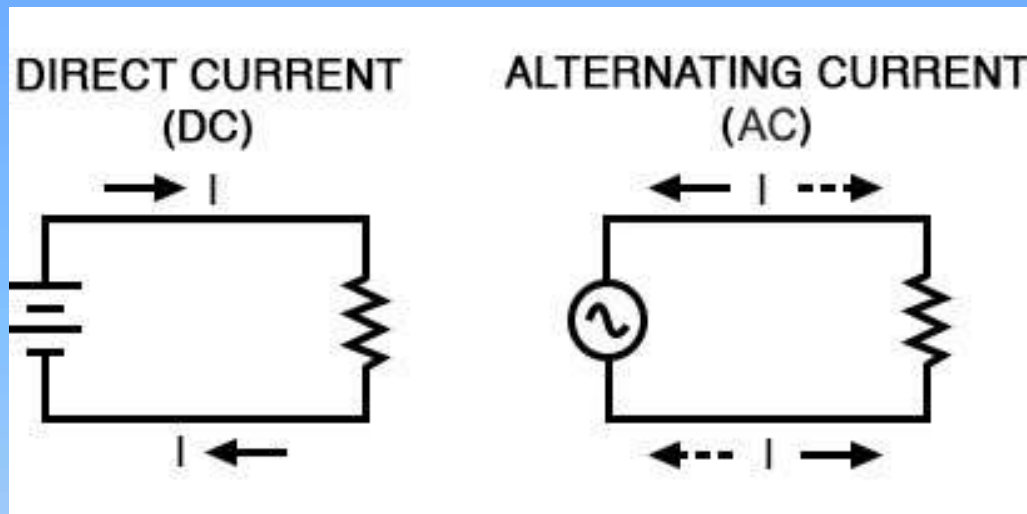 DIRECT CURRENT
(DC)
I
I
ALTERNATING CURRENT
(AC)
I
I